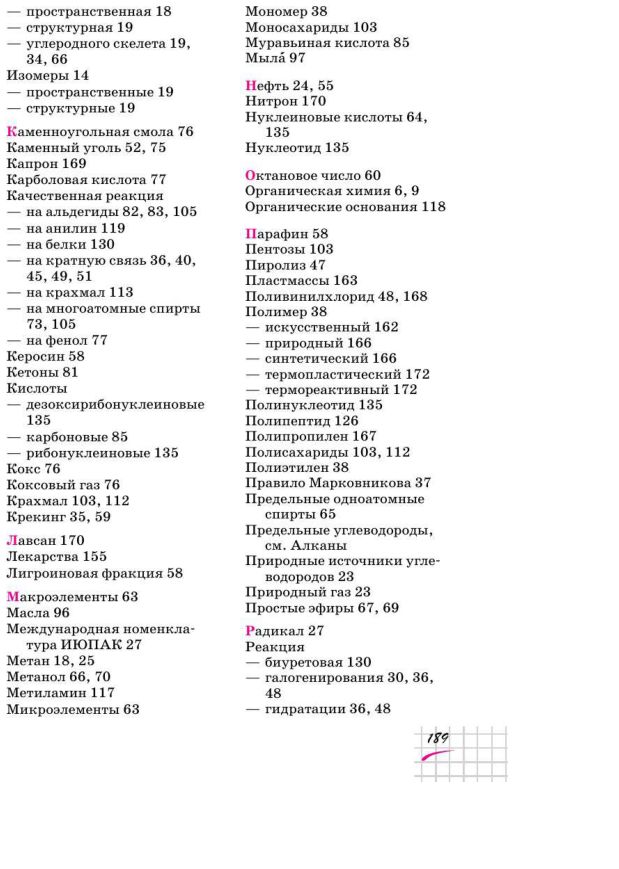 — пространственная 18
— структурная 19
— углеродного скелета 19,
34, 66
Изомеры 14
— пространственные 19
— структурные 19
Каменноугольная смола 76
Каменный уголь 52, 75
Капрон 169
Карболовая кислота 77
Качественная реакция
— на альдегиды 82, 83, 105
— на анилин 119
— на белки 130
— на кратную связь 36, 40,
45, 49, 51
— на крахмал 113
— на многоатомные спирты
73, 105
— на фенол 77
Керосин 58
Кетоны 81
Кислоты
— дезоксирибонуклеиновые
135
— карбоновые 85
— рибонуклеиновые 135
Кокс 76
Коксовый газ 76
Крахмал 103, 112
Крекинг 35, 59
Лавсан 170
Лекарства 155
Лигроиновая фракция 58
Макроэлементы 63
Масла 96
Международная номенкла-
тура ИЮПАК 27
Метан 18, 25
Метанол 66, 70
Метиламин 117
Микроэлементы 63
Мономер 38
Моносахариды 103
Муравьиная кислота 85
Мыла́ 97
Нефть 24, 55
Нитрон 170
Нуклеиновые кислоты 64,
135
Нуклеотид 135
Октановое число 60
Органическая химия 6, 9
Органические основания 118
Парафин 58
Пентозы 103
Пиролиз 47
Пластмассы 163
Поливинилхлорид 48, 168
Полимер 38
— искусственный 162
— природный 166
— синтетический 166
— термопластический 172
— термореактивный 172
Полинуклеотид 135
Полипептид 126
Полипропилен 167
Полисахариды 103, 112
Полиэтилен 38
Правило Марковникова 37
Предельные одноатомные
спирты 65
Предельные углеводороды,
см. Алканы
Природные источники угле-
водородов 23
Природный газ 23
Простые эфиры 67, 69
Радикал 27
Реакция
— биуретовая 130
— галогенирования 30, 36,
48
— гидратации 36, 48
189